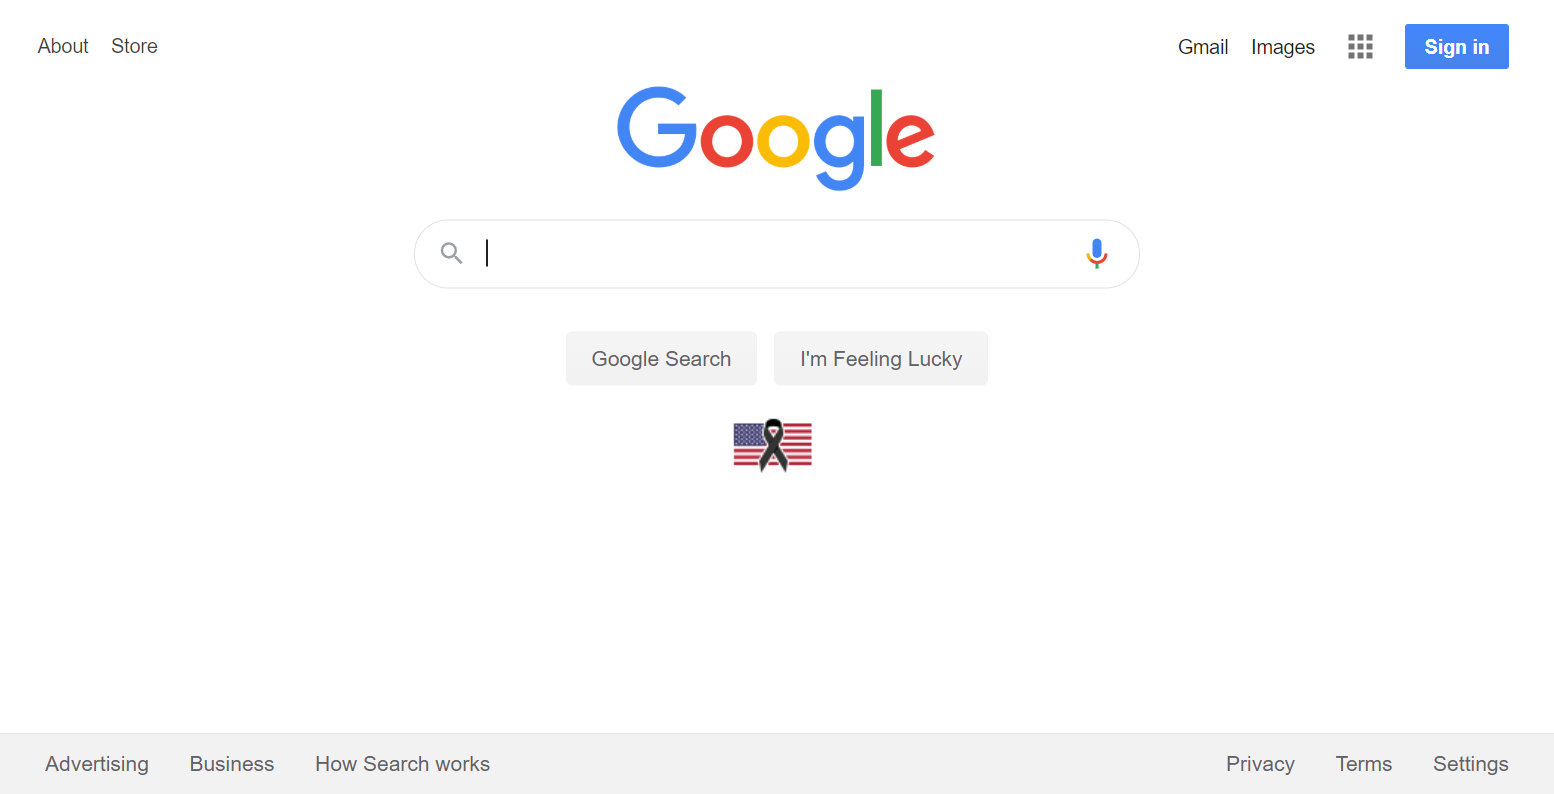 About Store
Gmail Images Sign in
Google
Google Search I'm Feeling Lucky
Advertising Business How Search works
Privacy Terms Settings